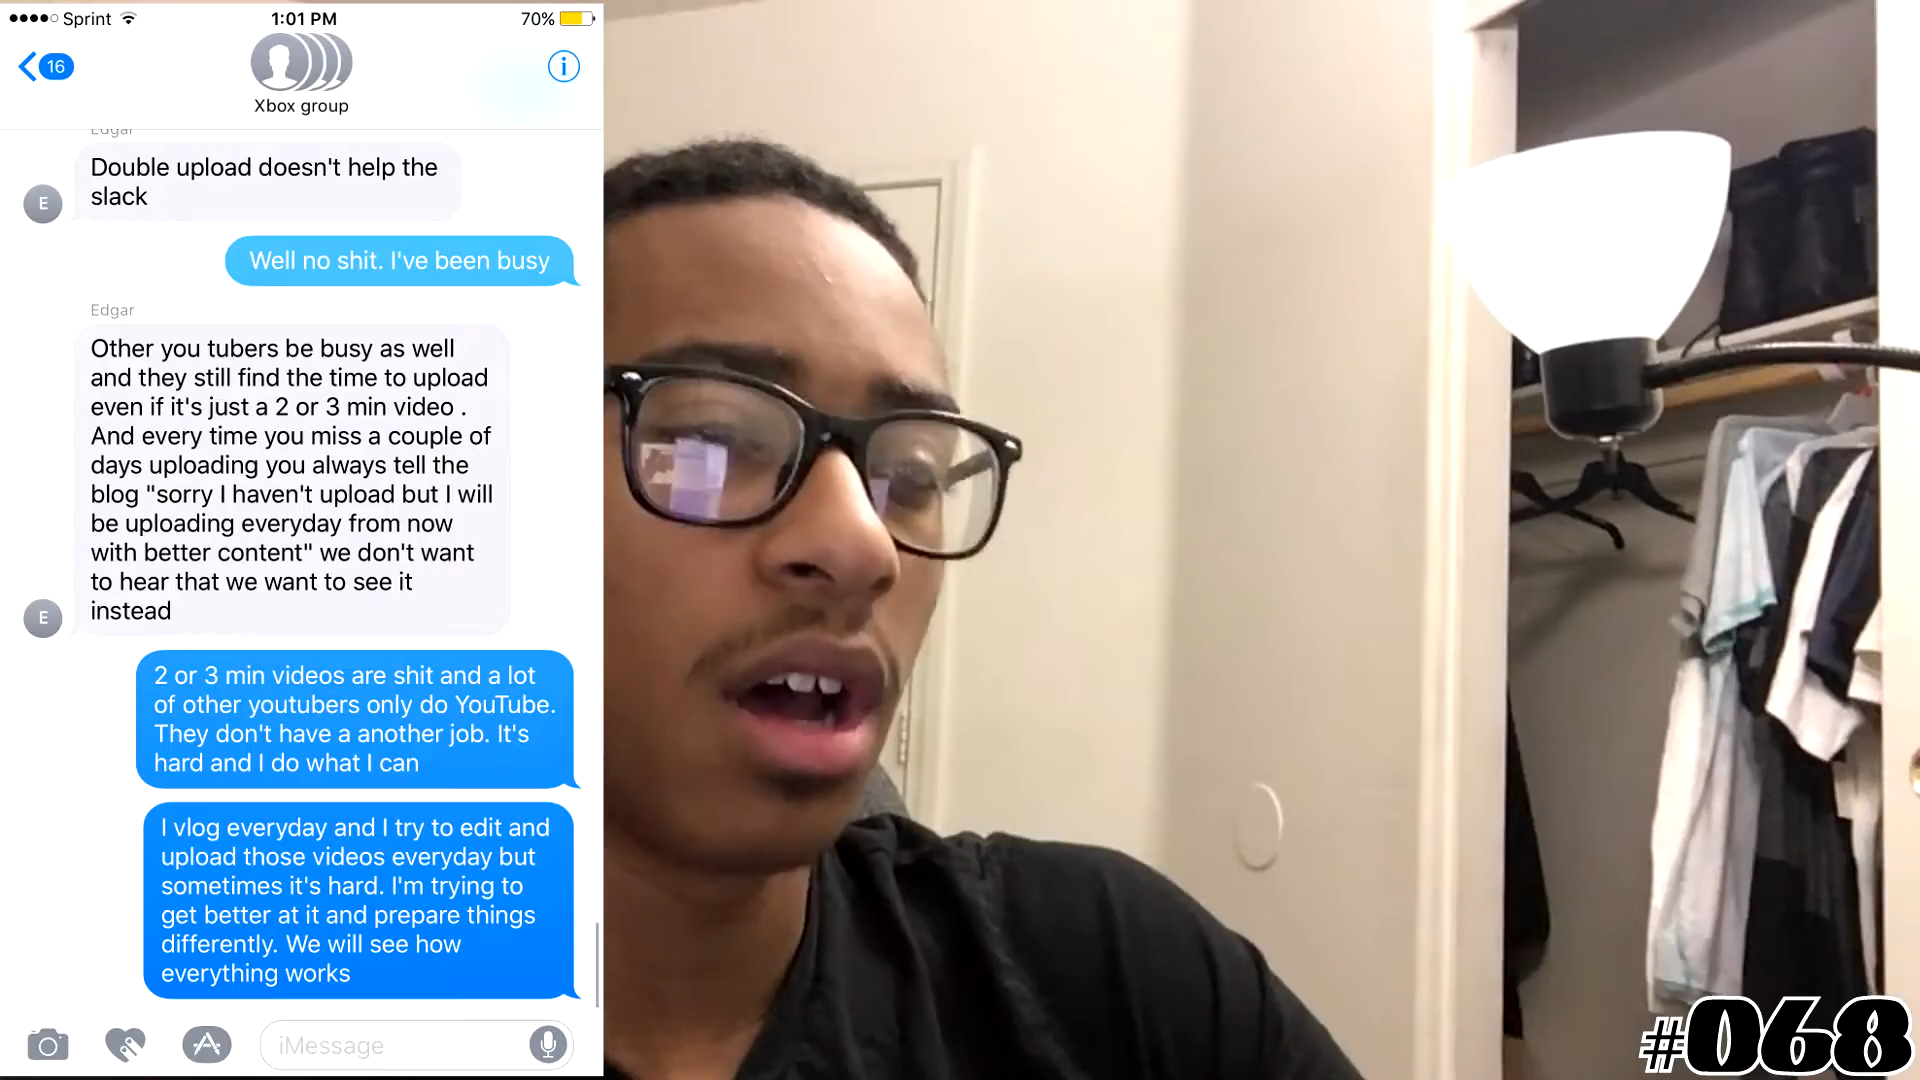 Sprint
1:01 PM
70%
16
Xbox group
Edgar
Double upload doesn't help the
slack
E
Well no shit. I've been busy
Edgar
Other you tubers be busy as well
and they still find the time to upload
even if it's just a 2 or 3 min video .
And every time you miss a couple of
days uploading you always tell the
blog "sorry I haven't upload but I will
be uploading everyday from now
with better content" we don't want
to hear that we want to see it
instead
E
2 or 3 min videos are shit and a lot
of other youtubers only do YouTube.
They don't have a another job. It's
hard and I do what I can
I vlog everyday and I try to edit and
upload those videos everyday but
sometimes it's hard. I'm trying to
get better at it and prepare things
differently. We will see how
everything works
iMessage
#068